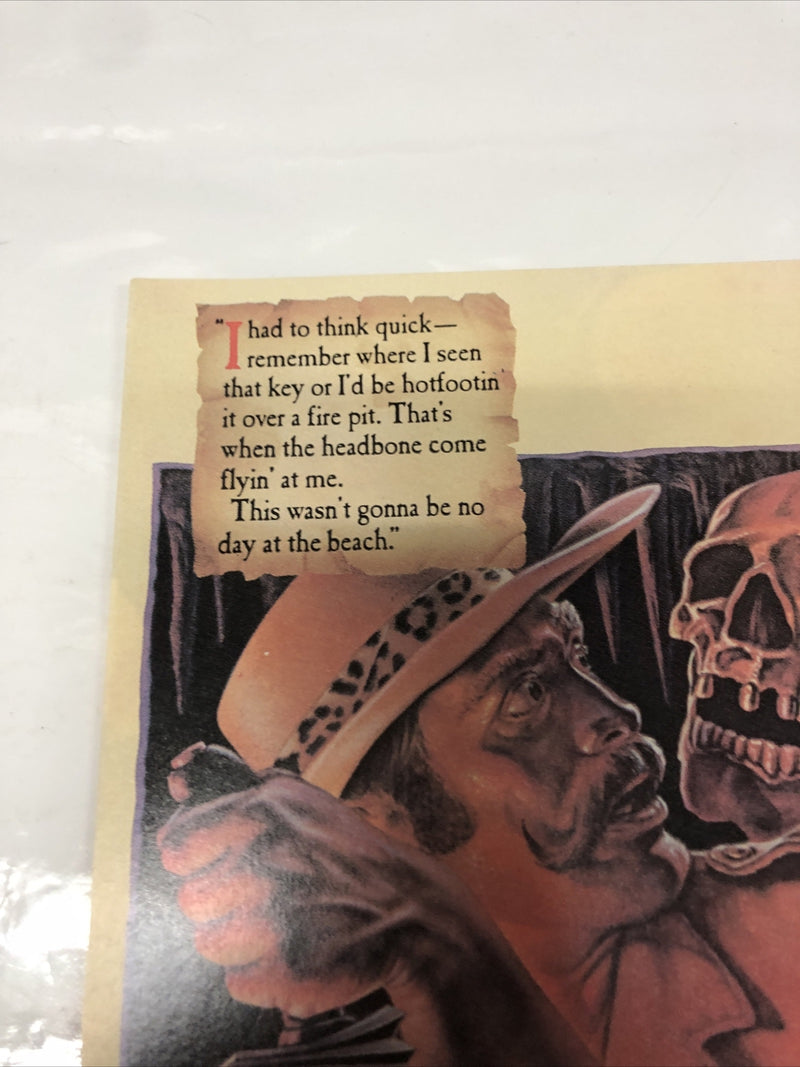 "I had to think quick—
remember where I seen
that key or I'd be hotfootin'
it over a fire pit. That's
when the headbone come
flyin' at me.
This wasn't gonna be no
day at the beach."